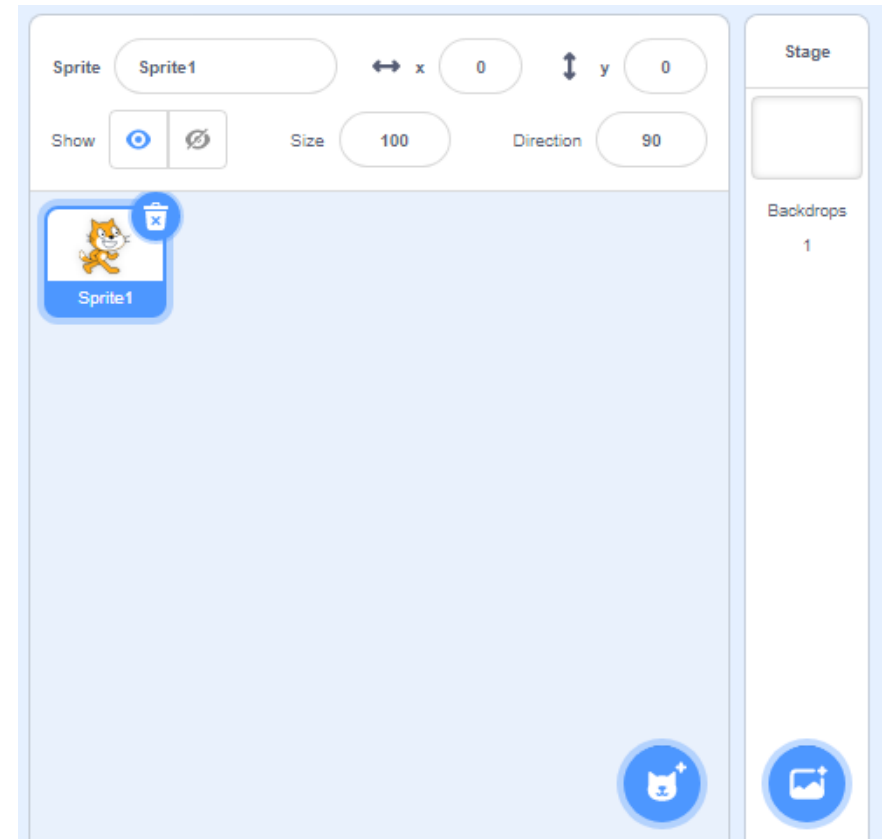 Sprite Sprite1 x 0 y 0
Show Size 100 Direction 90
Sprite1
Stage
Backdrops
1